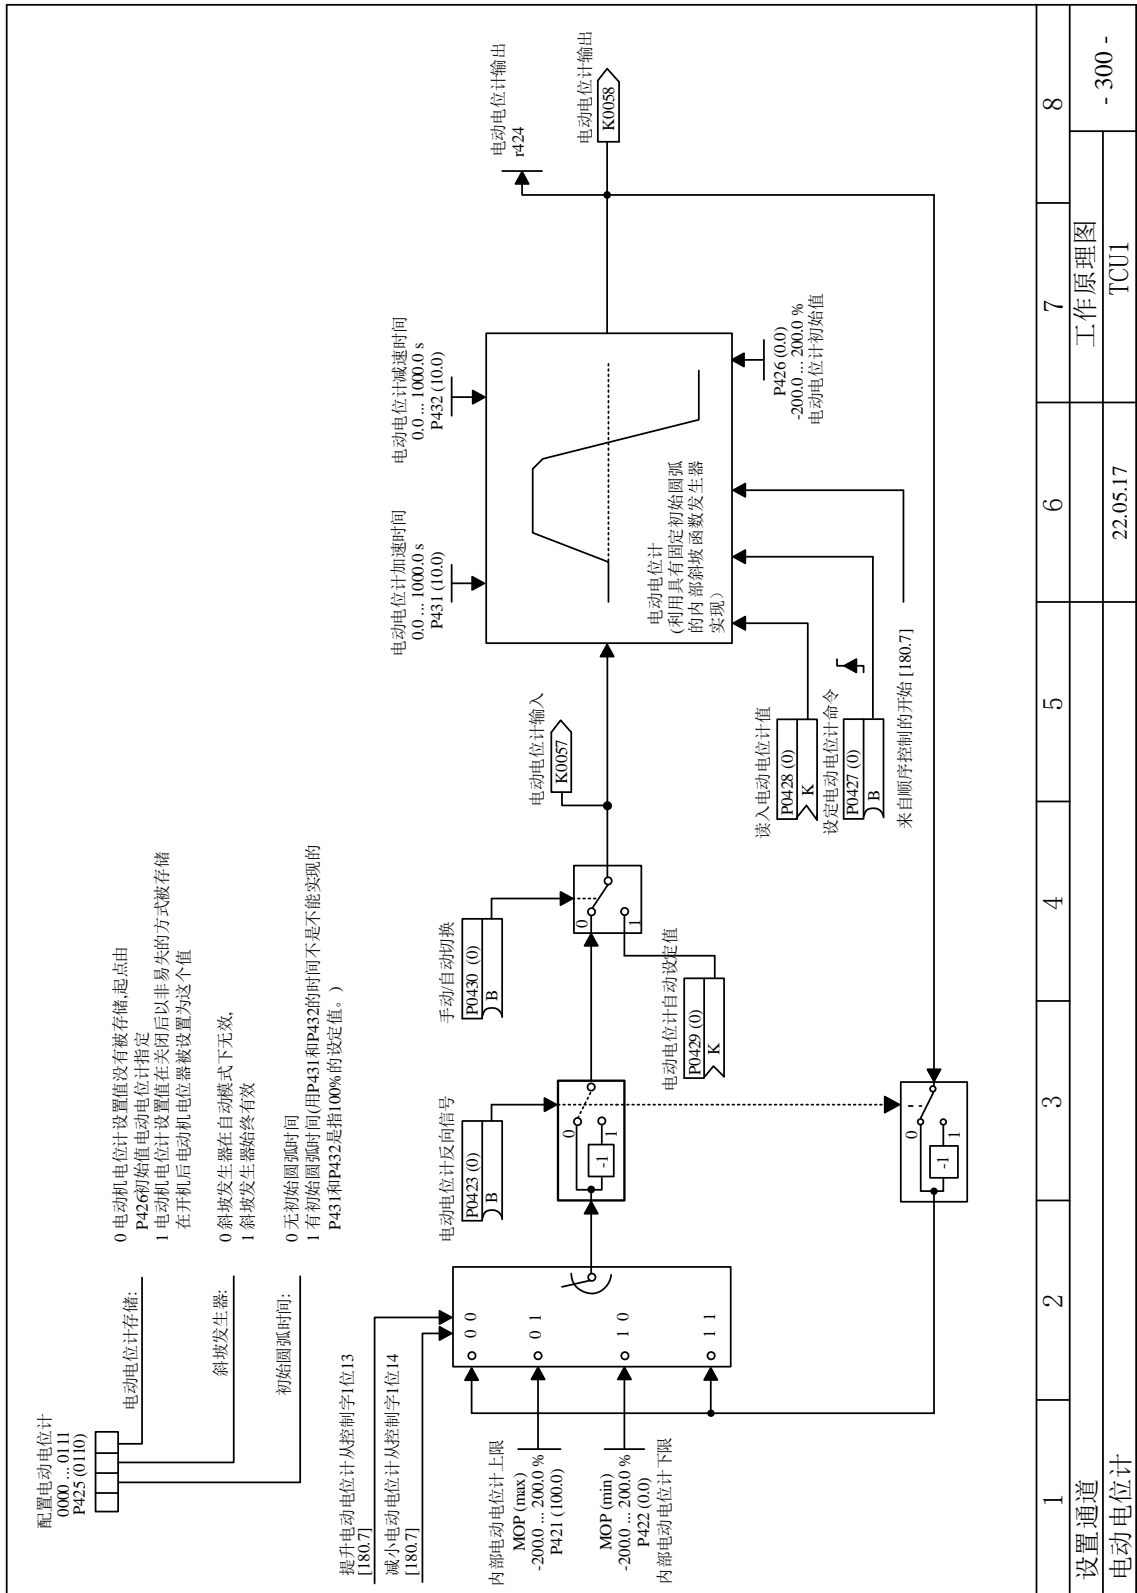 配置电动电位计
0000 ... 0111
P425 (0110)
电动电位计存储:
斜坡发生器:
初始圆弧时间:
0 电动机电位计设置值没有被存储,起点由
P426初始值电动电位计指定
1 电动机电位计设置值在关闭后以非易失的方式被存储
在开机后电动机电位器被设置为这个值
0 斜坡发生器在自动模式下无效,
1 斜坡发生器始终有效
0 无初始圆弧时间
1 有初始圆弧时间(用P431和P432的时间不是不能实现的
P431和P432是指100%的设定值。)
提升电动电位计从控制字1位13
[180.7]
减小电动电位计从控制字1位14
[180.7]
内部电动电位计上限
MOP (max)
-200.0 ... 200.0 %
P421 (100.0)
MOP (min)
-200.0 ... 200.0 %
P422 (0.0)
内部电动电位计下限
0 0
0 1
1 0
1 1
电动电位计反向信号
P0423 (0)
B
0
-1
1
0
-1
1
手动/自动切换
P0430 (0)
B
0
1
电动电位计自动设定值
P0429 (0)
K
电动电位计输入
K0057
电动电位计加速时间
0.0 ... 1000.0 s
P431 (10.0)
电动电位计减速时间
0.0 ... 1000.0 s
P432 (10.0)
电动电位计
(利用具有固定初始圆弧
的内部斜坡函数发生器
实现)
读入电动电位计值
P0428 (0)
K
设定电动电位计命令
P0427 (0)
B
来自顺序控制的开始 [180.7]
P426 (0.0)
-200.0 ... 200.0 %
电动电位计初始值
电动电位计输出
r424
电动电位计输出
K0058
1
2
3
4
5
6
7
8
设置通道
电动电位计
22.05.17
工作原理图
TCU1
- 300 -